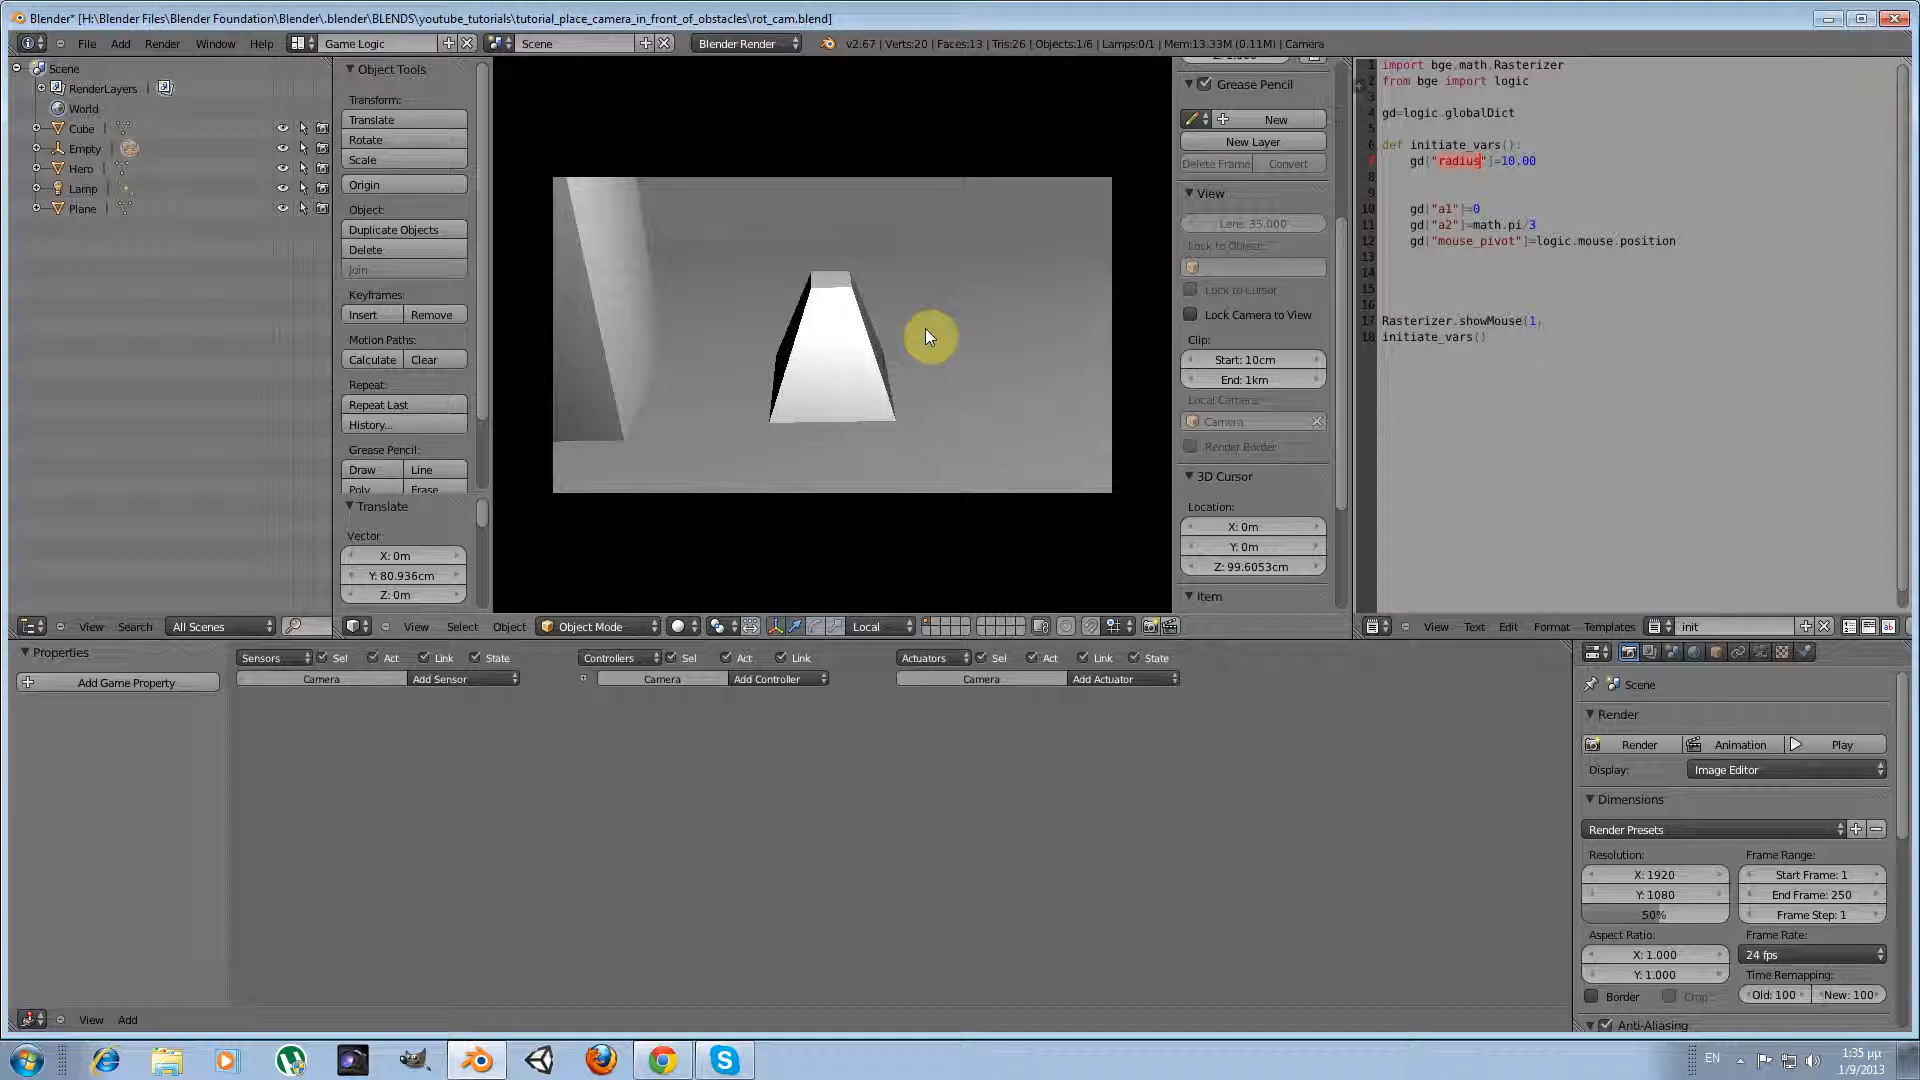 Blender* [H:\Blender Files\Blender Foundation\Blender\.blender\BLENDS\youtube_tutorials\tutorial_place_camera_in_front_of_obstacles\rot_cam.blend]
File Add Render Window Help Game Logic Scene Blender Render v2.67 | Verts:20 | Faces:13 | Tris:26 | Objects:1/6 | Lamps:0/1 | Mem:13.33M (0.11M) | Camera
Scene
RenderLayers
World
Cube
Empty
Hero
Lamp
Plane
View Search All Scenes
Object Tools
Transform:
Translate
Rotate
Scale
Origin
Object:
Duplicate Objects
Delete
Join
Keyframes:
Insert Remove
Motion Paths:
Calculate Clear
Repeat:
Repeat Last
History...
Grease Pencil:
Draw Line
Poly Erase
Translate
Vector
X: 0m
Y: 80.936cm
Z: 0m
View Select Object Object Mode Local
Grease Pencil
New
New Layer
Delete Frame Convert
View
Lens: 35.000
Lock to Object:
Lock to Cursor
Lock Camera to View
Clip:
Start: 10cm
End: 1km
Local Camera:
Camera
Render Border
3D Cursor
Location:
X: 0m
Y: 0m
Z: 99.6053cm
Item
1 import bge,math,Rasterizer
2 from bge import logic
3
4 gd=logic.globalDict
5
6 def initiate_vars():
7 gd["radius"]=10.00
8
9
10 gd["a1"]=0
11 gd["a2"]=math.pi/3
12 gd["mouse_pivot"]=logic.mouse.position
13
14
15
16
17 Rasterizer.showMouse(1)
18 initiate_vars()
View Text Edit Format Templates init
Properties
Add Game Property
Sensors Sel Act Link State
Camera Add Sensor
Controllers Sel Act Link
Camera Add Controller
Actuators Sel Act Link State
Camera Add Actuator
View Add
Scene
Render
Render Animation Play
Display: Image Editor
Dimensions
Render Presets
Resolution: Frame Range:
X: 1920 Start Frame: 1
Y: 1080 End Frame: 250
50% Frame Step: 1
Aspect Ratio: Frame Rate:
X: 1.000 24 fps
Y: 1.000 Time Remapping:
Border Crop Old: 100 New: 100
Anti-Aliasing
EN
1:35 μμ
1/9/2013